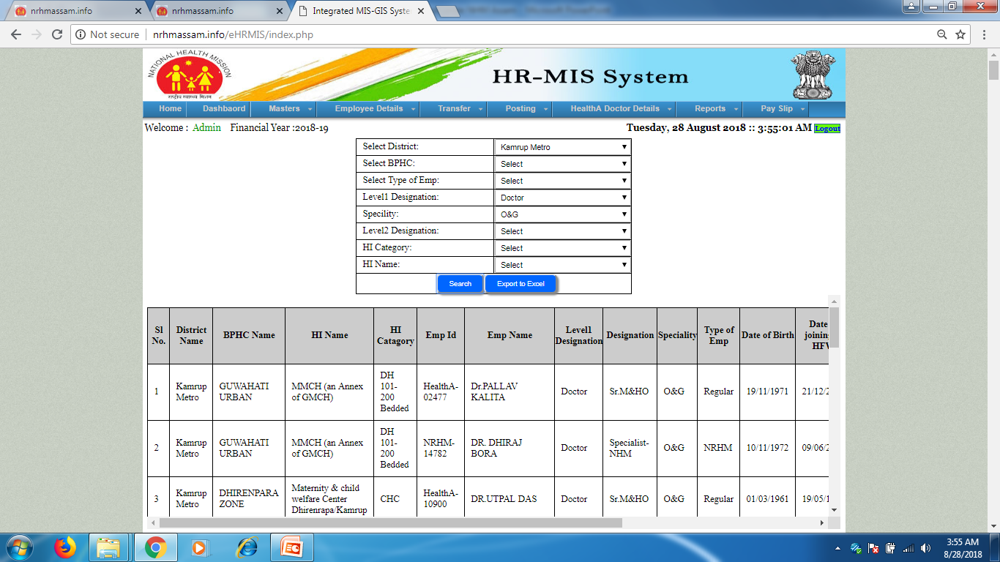 nrhmassam.info
nrhmassam.info
Integrated MIS-GIS Syste
Not secure
nrhmassam.info/eHRMIS/index.php
NATIONAL HEALTH MISSION
राष्ट्रीय स्वास्थ्य मिशन
HR-MIS System
Home Dashbaord Masters Employee Details Transfer Posting HealthA Doctor Details Reports Pay Slip
Welcome : Admin Financial Year :2018-19
Tuesday, 28 August 2018 :: 3:55:01 AM Logout
Select District: Kamrup Metro
Select BPHC: Select
Select Type of Emp: Select
Level1 Designation: Doctor
Specility: O&G
Level2 Designation: Select
HI Category: Select
HI Name: Select
Search Export to Excel
Sl No.
District Name
BPHC Name
HI Name
HI Catagory
Emp Id
Emp Name
Level1 Designation
Designation
Speciality
Type of Emp
Date of Birth
Date
joining
HFW
1
Kamrup Metro
GUWAHATI URBAN
MMCH (an Annex of GMCH)
DH 101-200 Bedded
HealthA-02477
Dr.PALLAV KALITA
Doctor
Sr.M&HO
O&G
Regular
19/11/1971
21/12/2
2
Kamrup Metro
GUWAHATI URBAN
MMCH (an Annex of GMCH)
DH 101-200 Bedded
NRHM-14782
DR. DHIRAJ BORA
Doctor
Specialist-NHM
O&G
NRHM
10/11/1972
09/06/2
3
Kamrup Metro
DHIRENPARA ZONE
Maternity & child welfare Center Dhirenrapa/Kamrup
CHC
HealthA-10900
DR.UTPAL DAS
Doctor
Sr.M&HO
O&G
Regular
01/03/1961
19/05/1
3:55 AM
8/28/2018